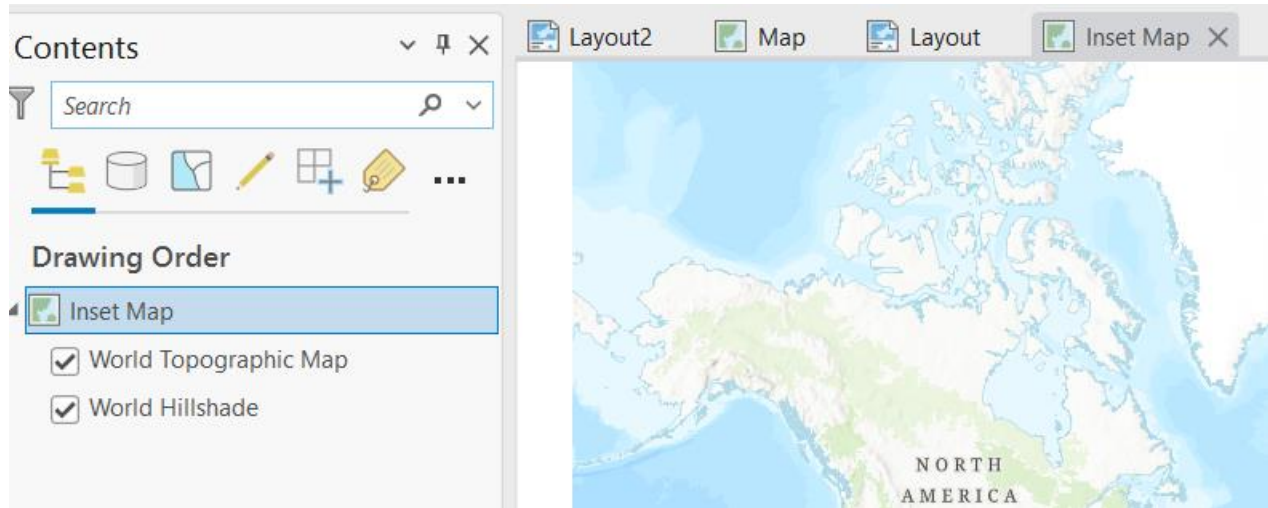 Contents
Search
Drawing Order
Inset Map
World Topographic Map
World Hillshade
Layout2 Map Layout Inset Map
NORTH
AMERICA